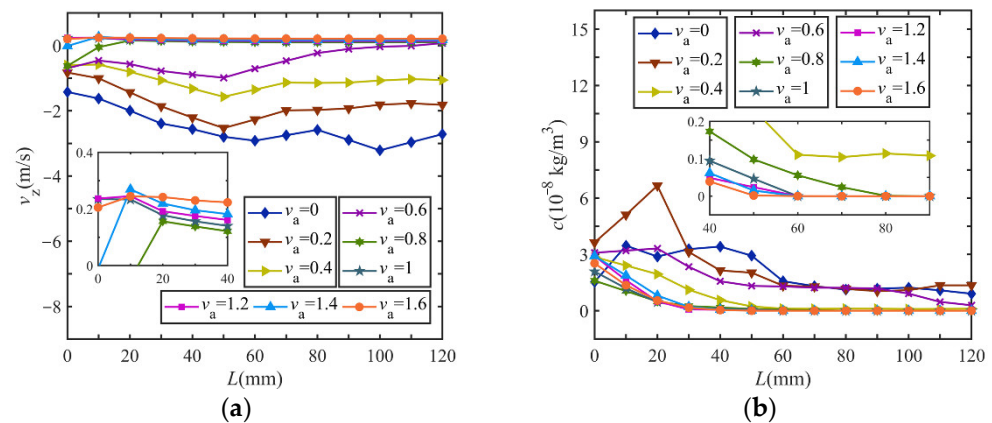 0
−2
−4
−6
−8
v_z(m/s)
0.4
0.2
0
0
20
40
v_a=0
v_a=0.2
v_a=0.4
v_a=0.6
v_a=0.8
v_a=1
v_a=1.2
v_a=1.4
v_a=1.6
0
20
40
60
80
100
120
L(mm)
(a)
15
12
9
6
3
0
c(10⁻⁸ kg/m³)
v_a=0
v_a=0.2
v_a=0.4
v_a=0.6
v_a=0.8
v_a=1
v_a=1.2
v_a=1.4
v_a=1.6
0.2
0.1
0
40
60
80
0
20
40
60
80
100
120
L(mm)
(b)